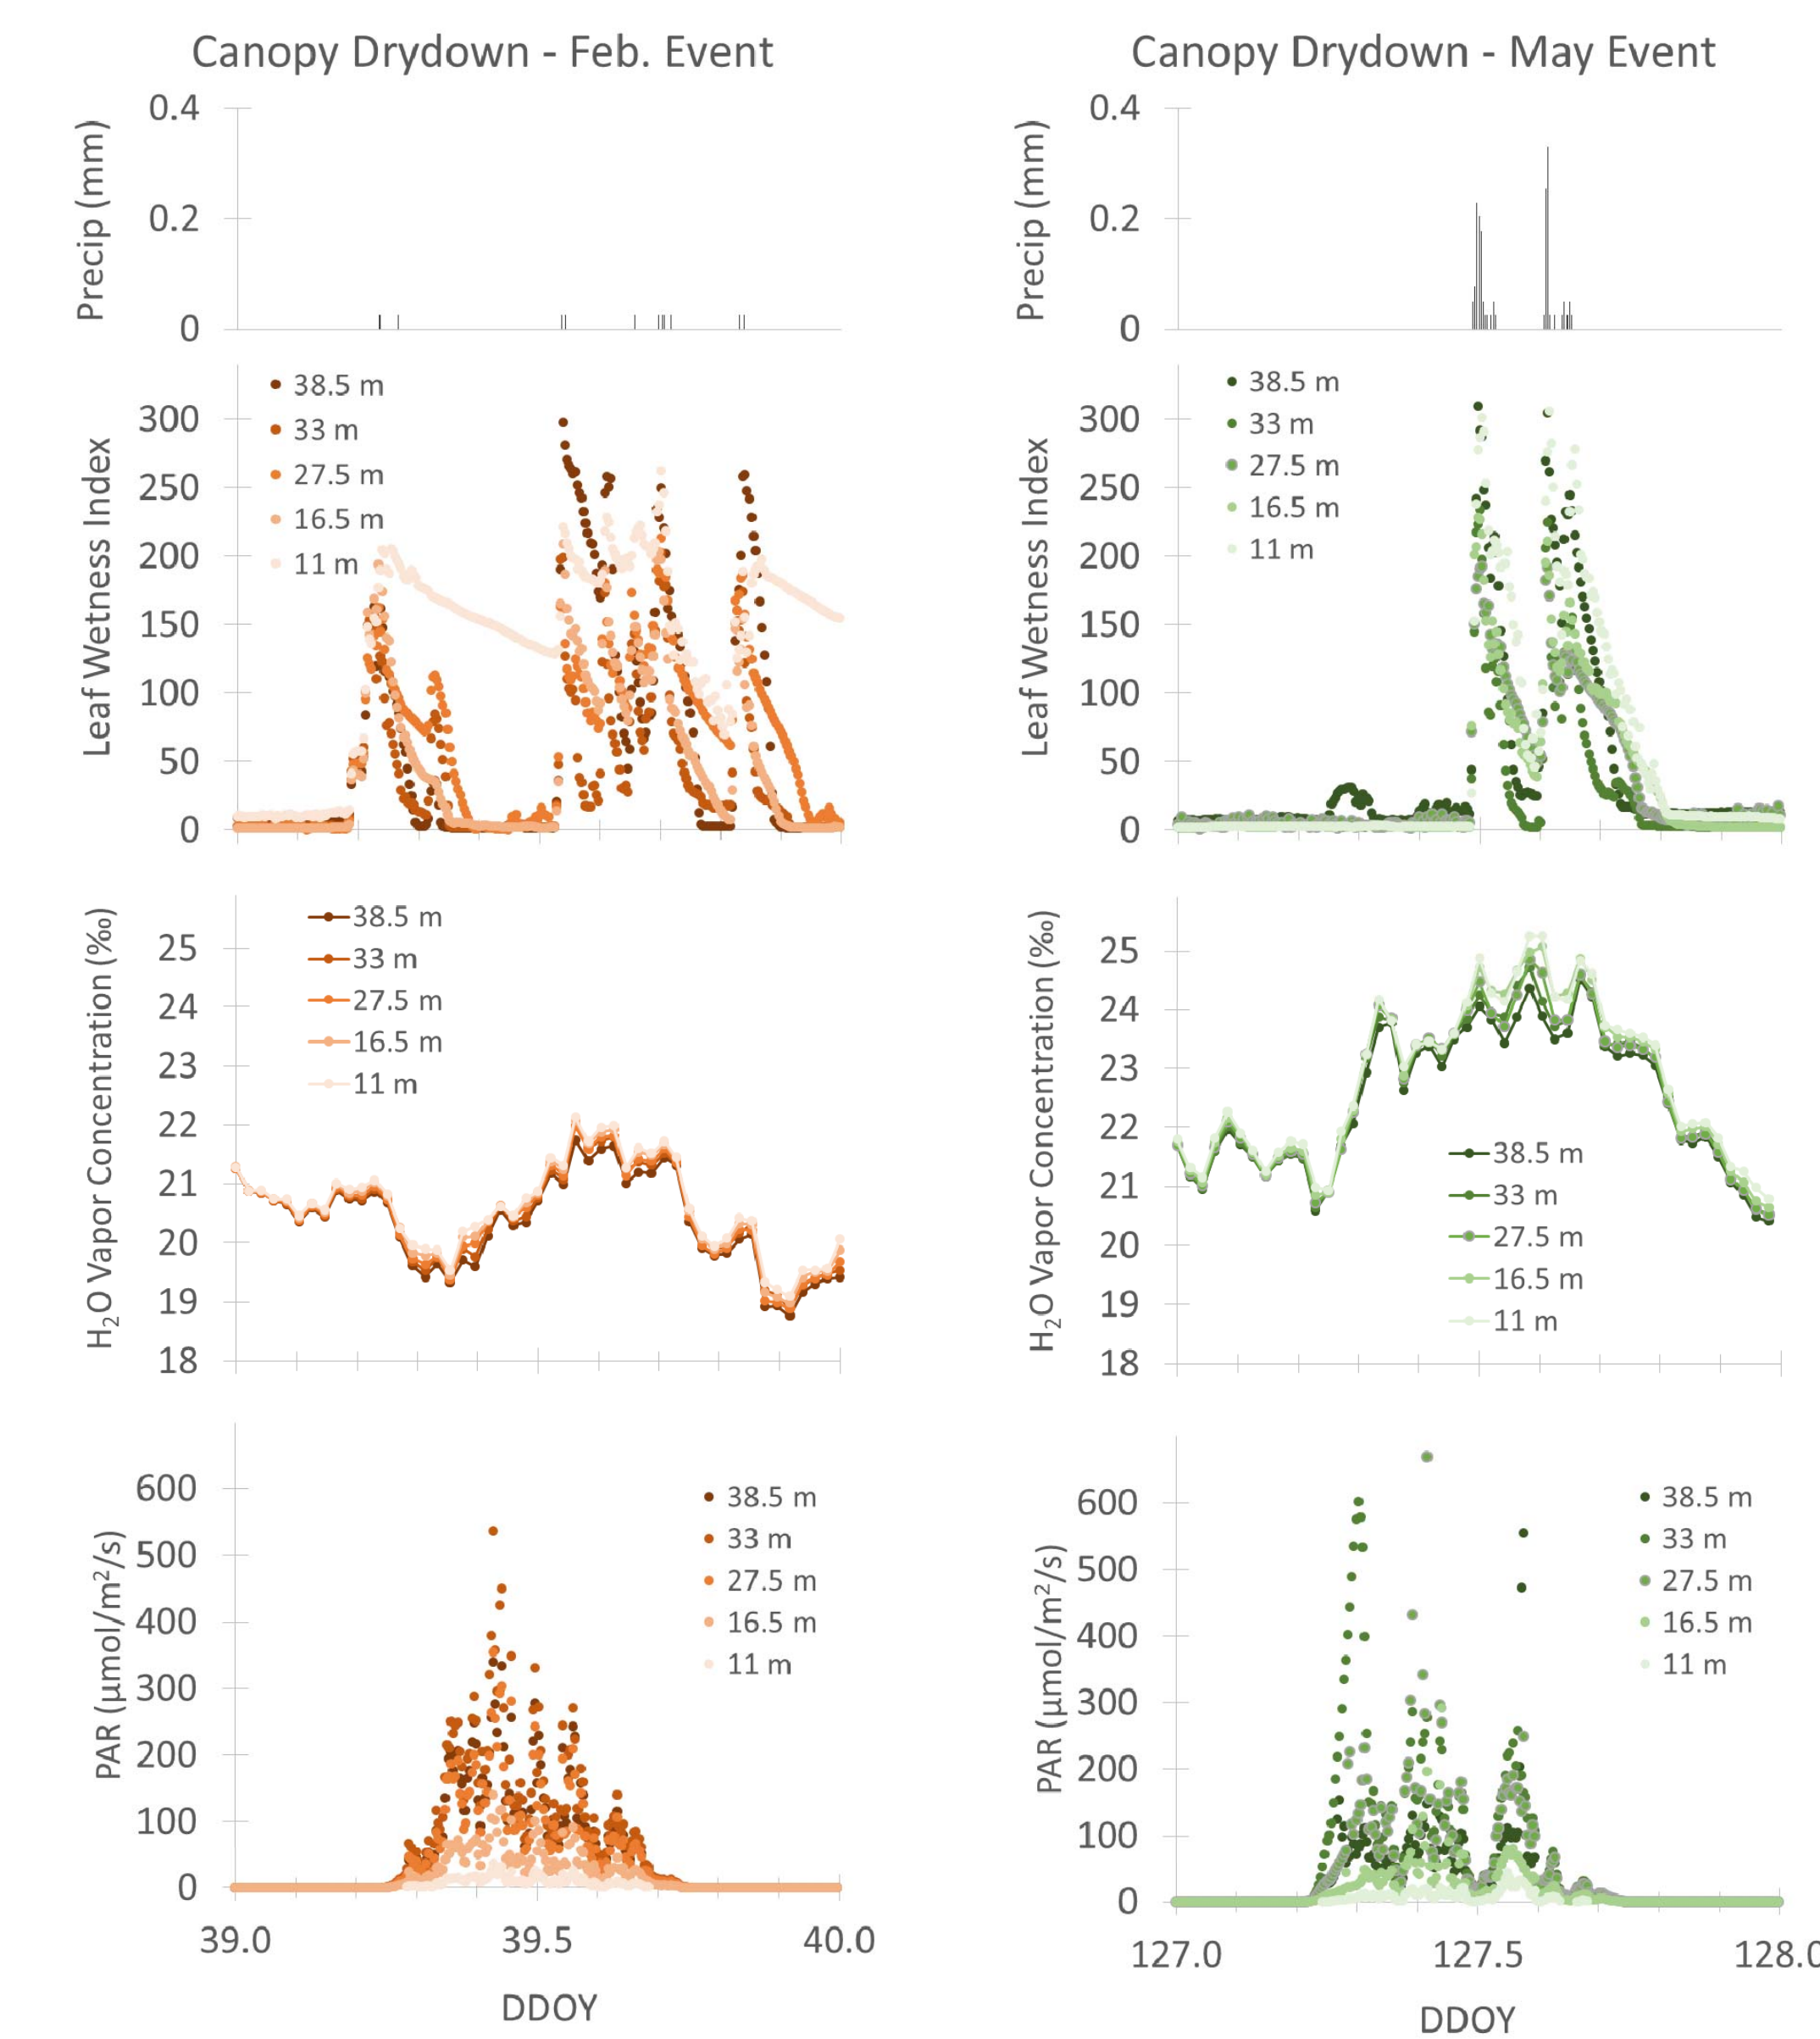 Canopy Drydown - Feb. Event
Precip (mm)
0.4
0.2
0
Leaf Wetness Index
300
250
200
150
100
50
0
38.5 m
33 m
27.5 m
16.5 m
11 m
H₂O Vapor Concentration (‰)
25
24
23
22
21
20
19
18
38.5 m
33 m
27.5 m
16.5 m
11 m
PAR (µmol/m²/s)
600
500
400
300
200
100
0
38.5 m
33 m
27.5 m
16.5 m
11 m
39.0 39.5 40.0
DDOY
Canopy Drydown - May Event
Precip (mm)
0.4
0.2
0
Leaf Wetness Index
300
250
200
150
100
50
0
38.5 m
33 m
27.5 m
16.5 m
11 m
H₂O Vapor Concentration (‰)
25
24
23
22
21
20
19
18
38.5 m
33 m
27.5 m
16.5 m
11 m
PAR (µmol/m²/s)
600
500
400
300
200
100
0
38.5 m
33 m
27.5 m
16.5 m
11 m
127.0 127.5 128.0
DDOY